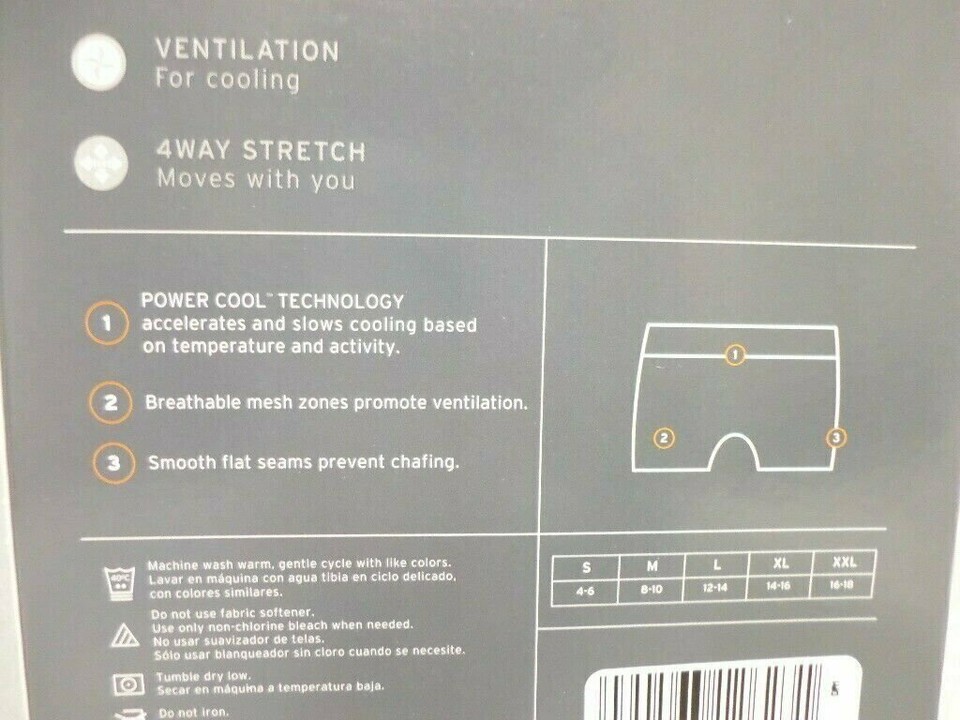 VENTILATION
For cooling
4WAY STRETCH
Moves with you
1
POWER COOL™ TECHNOLOGY
accelerates and slows cooling based
on temperature and activity.
2
Breathable mesh zones promote ventilation.
3
Smooth flat seams prevent chafing.
1
2
3
40°C
Machine wash warm, gentle cycle with like colors.
Lavar en máquina con agua tibia en ciclo delicado,
con colores similares.
Do not use fabric softener.
Use only non-chlorine bleach when needed.
No usar suavizador de telas.
Sólo usar blanqueador sin cloro cuando se necesite.
Tumble dry low.
Secar en máquina a temperatura baja.
Do not iron.
S M L XL XXL
4-6 8-10 12-14 14-16 16-18